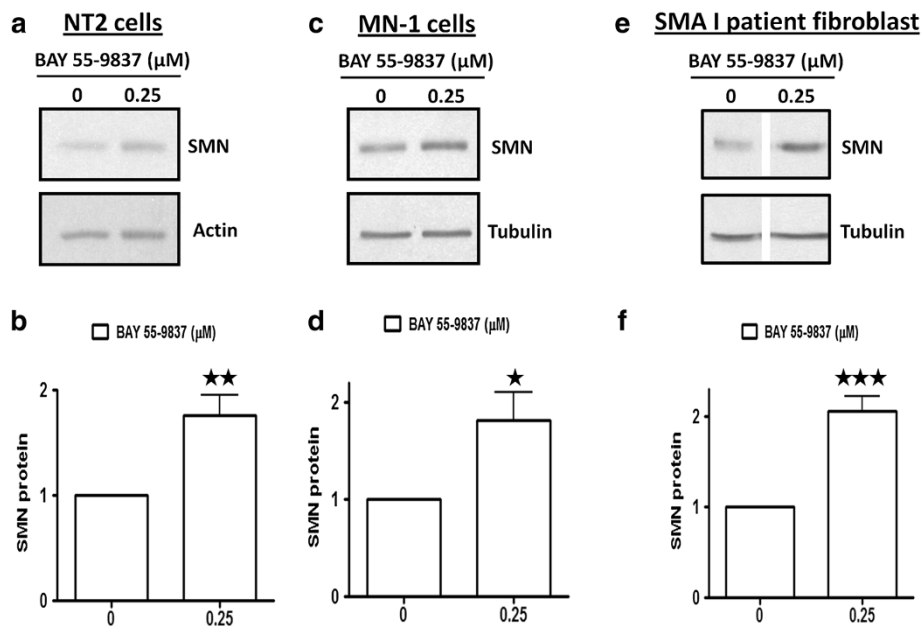 a
NT2 cells
BAY 55-9837 (µM)
0 0.25
SMN
Actin
c
MN-1 cells
BAY 55-9837 (µM)
0 0.25
SMN
Tubulin
e
SMA I patient fibroblast
BAY 55-9837 (µM)
0 0.25
SMN
Tubulin
b
BAY 55-9837 (µM)
★★
2
1
0
SMN protein
0 0.25
d
BAY 55-9837 (µM)
★
2
1
0
SMN protein
0 0.25
f
BAY 55-9837 (µM)
★★★
2
1
0
SMN protein
0 0.25